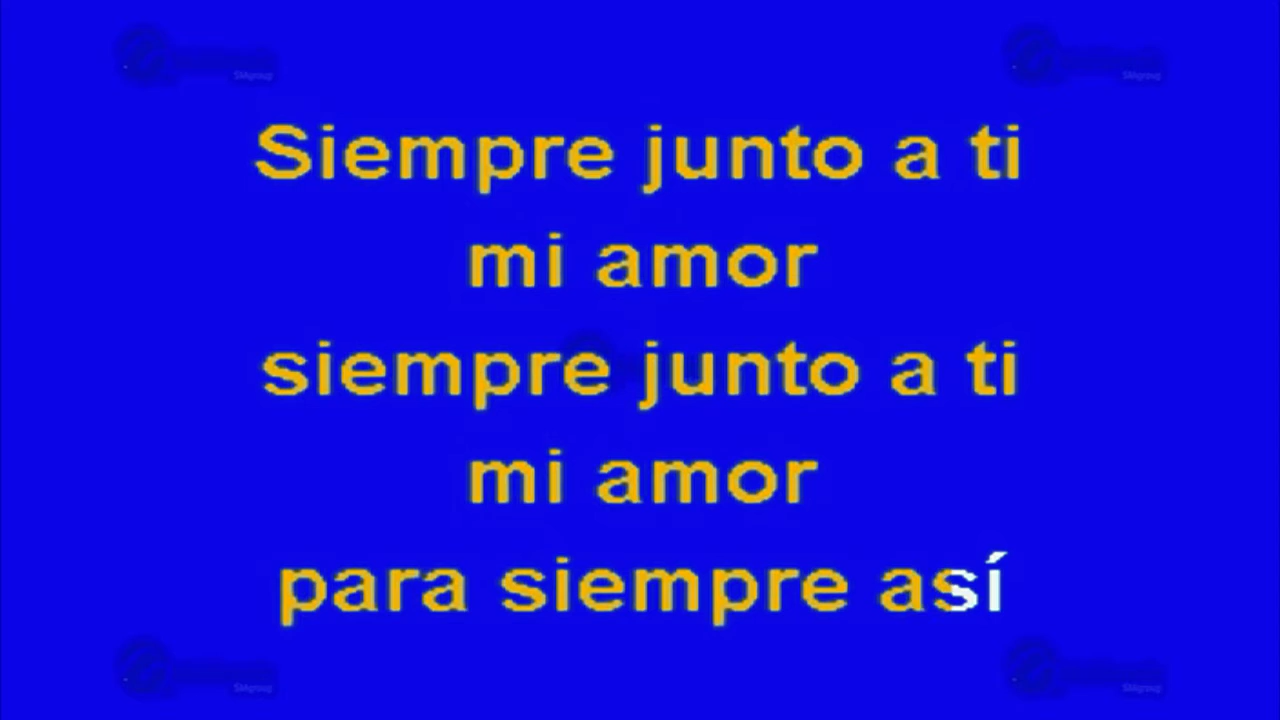 Siempre junto a ti
mi amor
siempre junto a ti
mi amor
para siempre así